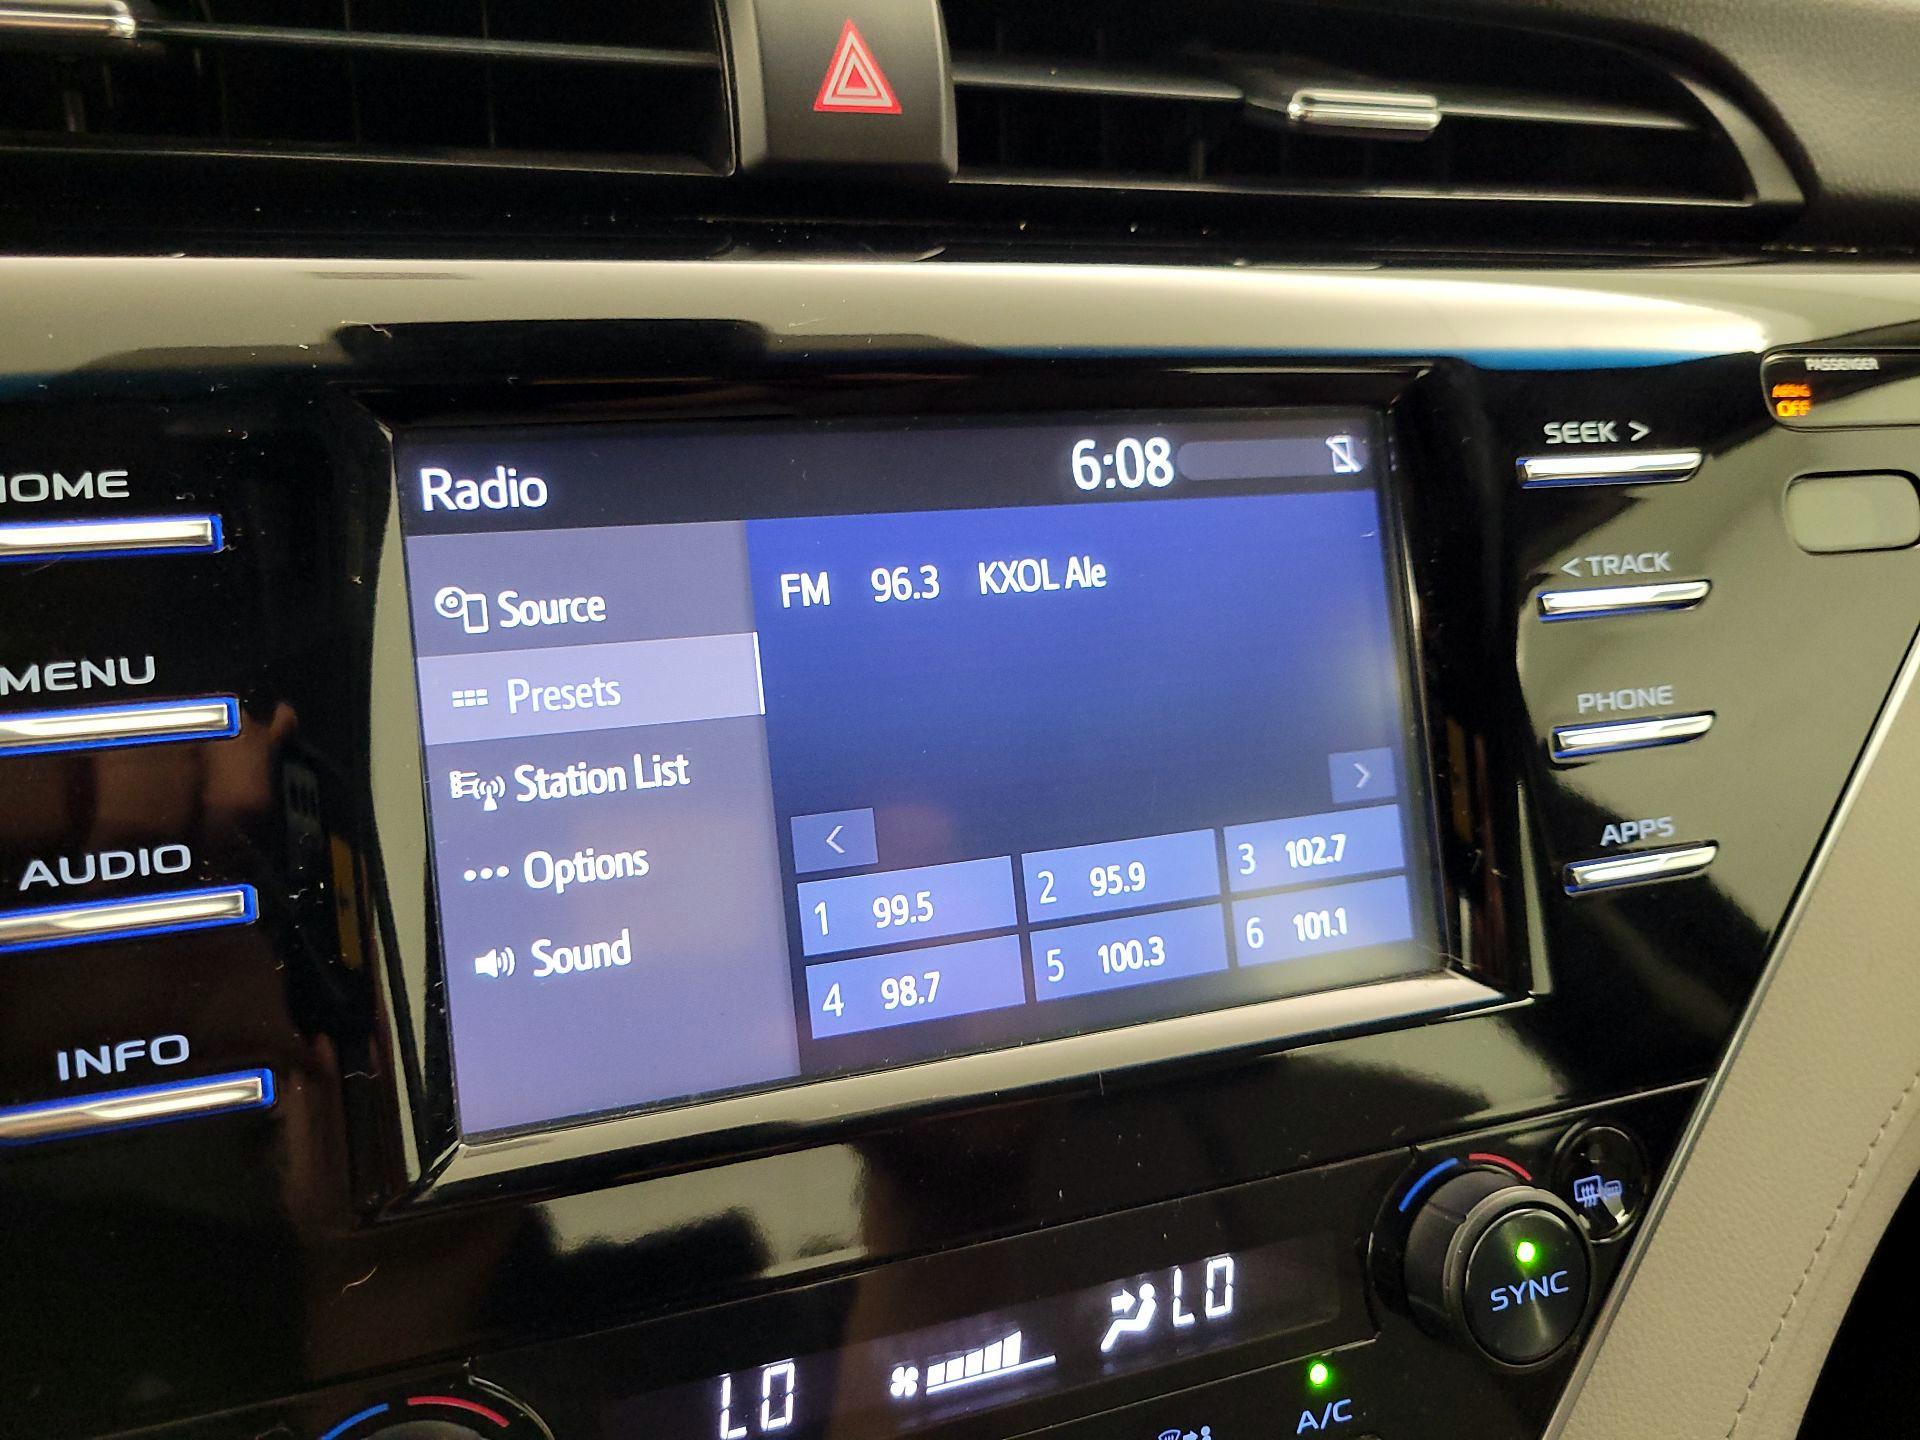 PASSENGER
AIRBAG
OFF
SEEK >
HOME
Radio
6:08
< TRACK
Source
FM 96.3 KXOL Ale
MENU
Presets
PHONE
Station List
<
>
APPS
AUDIO
Options
1 99.5
2 95.9
3 102.7
Sound
4 98.7
5 100.3
6 101.1
INFO
SYNC
LO
LO
A/C